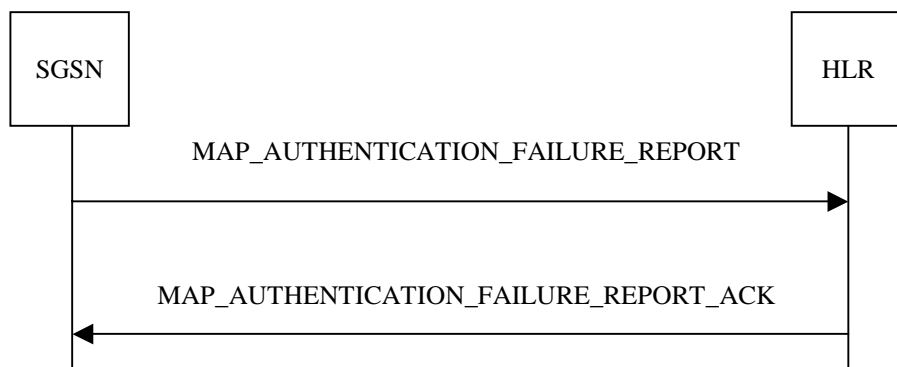 SGSN
HLR
MAP_AUTHENTICATION_FAILURE_REPORT
MAP_AUTHENTICATION_FAILURE_REPORT_ACK